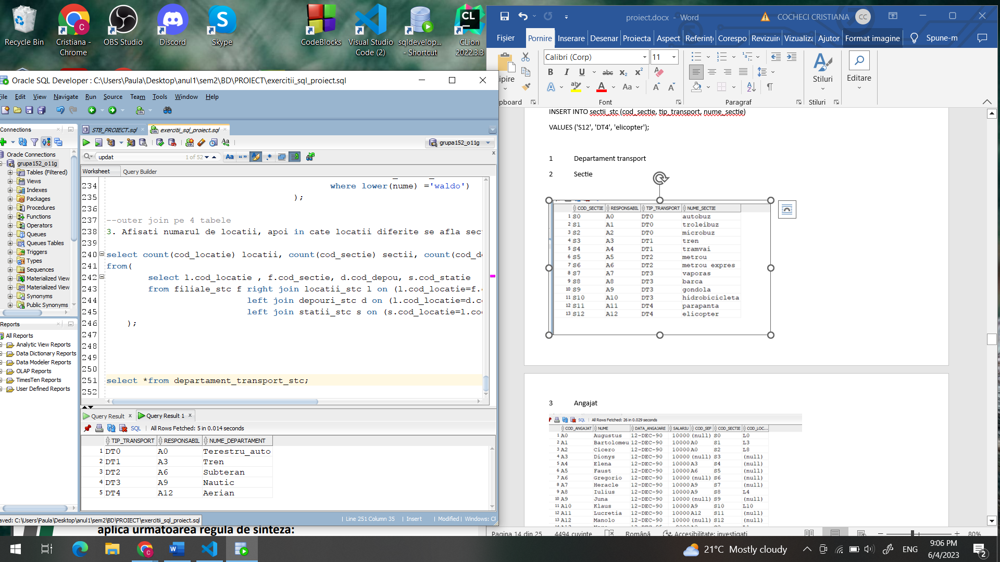 Recycle Bin
Cristiana - Chrome
OBS Studio
Discord
Skype
CodeBlocks
Visual Studio Code (2)
sqldevelop... - Shortcut
CLion 2022.3.3
Oracle SQL Developer : C:\Users\Paula\Desktop\anul1\sem2\BD\PROIECT\exercitii_sql_proiect.sql
File Edit View Navigate Run Source Team Tools Window Help
Connections
STB_PROIECT.sql
exercitii_sql_proiect.sql
grupa152_o11g
updat
1 of 52
Worksheet Query Builder
Oracle Connections
grupa152_o11g
Tables (Filtered)
Views
Indexes
Packages
Procedures
Functions
Operators
Queues
Queues Tables
Triggers
Types
Sequences
Materialized View
Materialized View
Synonyms
Public Synonyms
Reports
All Reports
Analytic View Reports
Data Dictionary Reports
Data Modeler Reports
OLAP Reports
TimesTen Reports
User Defined Reports
234 where lower(nume) ='waldo')
235 );
236
237 --outer join pe 4 tabele
238 3. Afisati numarul de locatii, apoi in cate locatii diferite se afla sec
239
240 select count(cod_locatie) locatii, count(cod_sectie) sectii, count(cod_d
241 from(
242 select l.cod_locatie , f.cod_sectie, d.cod_depou, s.cod_statie
243 from filiale_stc f right join locatii_stc l on (l.cod_locatie=f.
244 left join depouri_stc d on (l.cod_locatie=d.c
245 left join statii_stc s on (s.cod_locatie=l.co
246 );
247
248
249
250
251 select *from departament_transport_stc;
252
Query Result Query Result 1
SQL | All Rows Fetched: 5 in 0.014 seconds
TIP_TRANSPORT RESPONSABIL NUME_DEPARTAMENT
1 DT0 A0 Terestru_auto
2 DT1 A3 Tren
3 DT2 A6 Subteran
4 DT3 A9 Nautic
5 DT4 A12 Aerian
aved: C:\Users\Paula\Desktop\anul1\sem2\BD\PROIECT\exercitii_sql_proiect.sql
| Line 251 Column 35 | Insert | Modified | Windows: CR
aplica urmatoarea regula de sinteza:
proiect.docx - Word
COCHECI CRISTIANA CC
Fișier Pornire Inserare Desenar Proiecta Aspect Referinț Corespo Revizuir Vizualiza Ajutor Format imagine Spune-m
Calibri (Corp) 11
ipire
Stiluri
Editare
pboard Font Paragraf Stiluri
INSERT INTO sectii_stc (cod_sectie, tip_transport, nume_sectie)
VALUES ('S12', 'DT4', 'elicopter');
1 Departament transport
2 Sectie
COD_SECTIE RESPONSABIL TIP_TRANSPORT NUME_SECTIE
1 S0 A0 DT0 autobuz
2 S1 A1 DT0 troleibuz
3 S2 A2 DT0 microbuz
4 S3 A3 DT1 tren
5 S4 A4 DT1 tramvai
6 S5 A5 DT2 metrou
7 S6 A6 DT2 metrou expres
8 S7 A7 DT3 vaporas
9 S8 A8 DT3 barca
10 S9 A9 DT3 gondola
11 S10 A10 DT3 hidrobicicleta
12 S11 A11 DT4 parapanta
13 S12 A12 DT4 elicopter
3 Angajat
SQL | All Rows Fetched: 26 in 0.029 seconds
COD_ANGAJAT NUME DATA_ANGAJARE SALARIU COD_SEF COD_SECTIE COD_LOC...
1 A0 Augustus 12-DEC-90 10000 (null) S0 L0
2 A1 Bartolomeu 12-DEC-90 10000 A0 S1 L3
3 A2 Cicero 12-DEC-90 10000 A0 S2 L8
4 A3 Dionys 12-DEC-90 10000 (null) S3 (null)
5 A4 Elena 12-DEC-90 10000 A3 S4 (null)
6 A5 Faust 12-DEC-90 10000 A6 S5 (null)
7 A6 Gregorio 12-DEC-90 10000 (null) S6 (null)
8 A7 Heracle 12-DEC-90 10000 A9 S7 (null)
9 A8 Iulius 12-DEC-90 10000 A9 S8 L4
10 A9 Juna 12-DEC-90 10000 (null) S9 (null)
11 A10 Klaus 12-DEC-90 10000 A9 S10 L10
12 A11 Lucretia 12-DEC-90 10000 A12 S11 (null)
13 A12 Manolo 12-DEC-90 10000 (null) S12 (null)
Pagina 14 din 25 4494 cuvinte Română Accesibilitate: investigați 80%
21°C Mostly cloudy
ENG
9:06 PM
6/4/2023
2